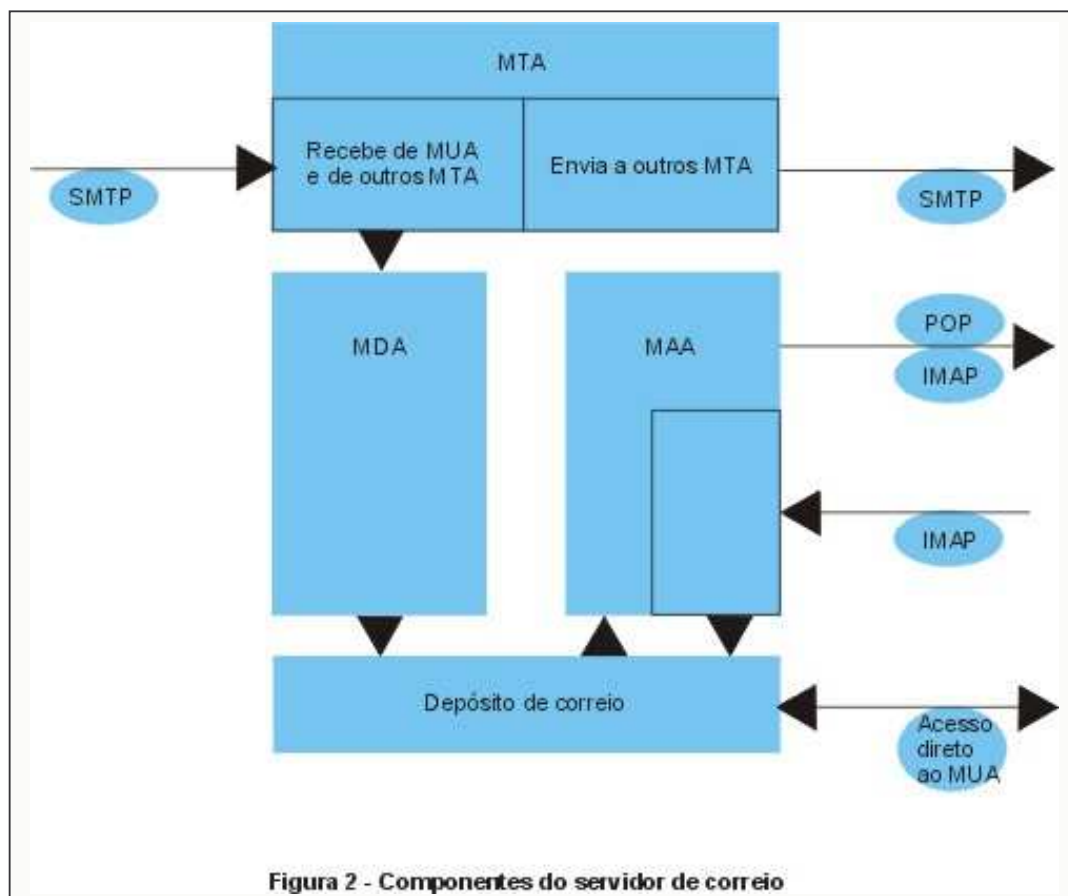 MTA
Recebe de MUA
e de outros MTA
Envia a outros MTA
SMTP
SMTP
MDA
MAA
POP
IMAP
IMAP
Depósito de correio
Acesso
direto
ao MUA
Figura 2 - Componentes do servidor de correio